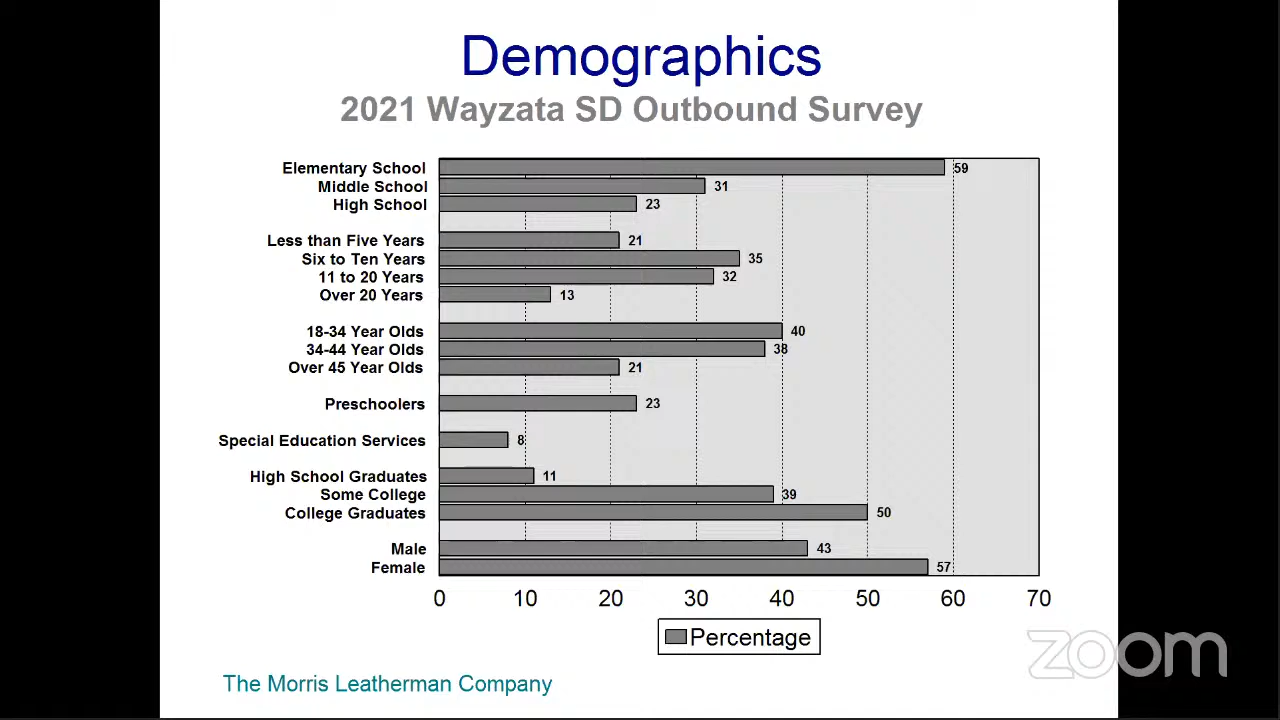 Demographics
2021 Wayzata SD Outbound Survey
Elementary School 59
Middle School 31
High School 23
Less than Five Years 21
Six to Ten Years 35
11 to 20 Years 32
Over 20 Years 13
18-34 Year Olds 40
34-44 Year Olds 38
Over 45 Year Olds 21
Preschoolers 23
Special Education Services 8
High School Graduates 11
Some College 39
College Graduates 50
Male 43
Female 57
0 10 20 30 40 50 60 70
Percentage
zoom
The Morris Leatherman Company